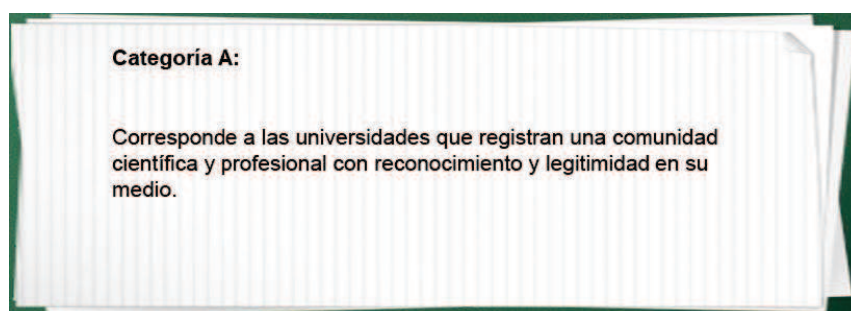 Categoría A:
Corresponde a las universidades que registran una comunidad
científica y profesional con reconocimiento y legitimidad en su
medio.